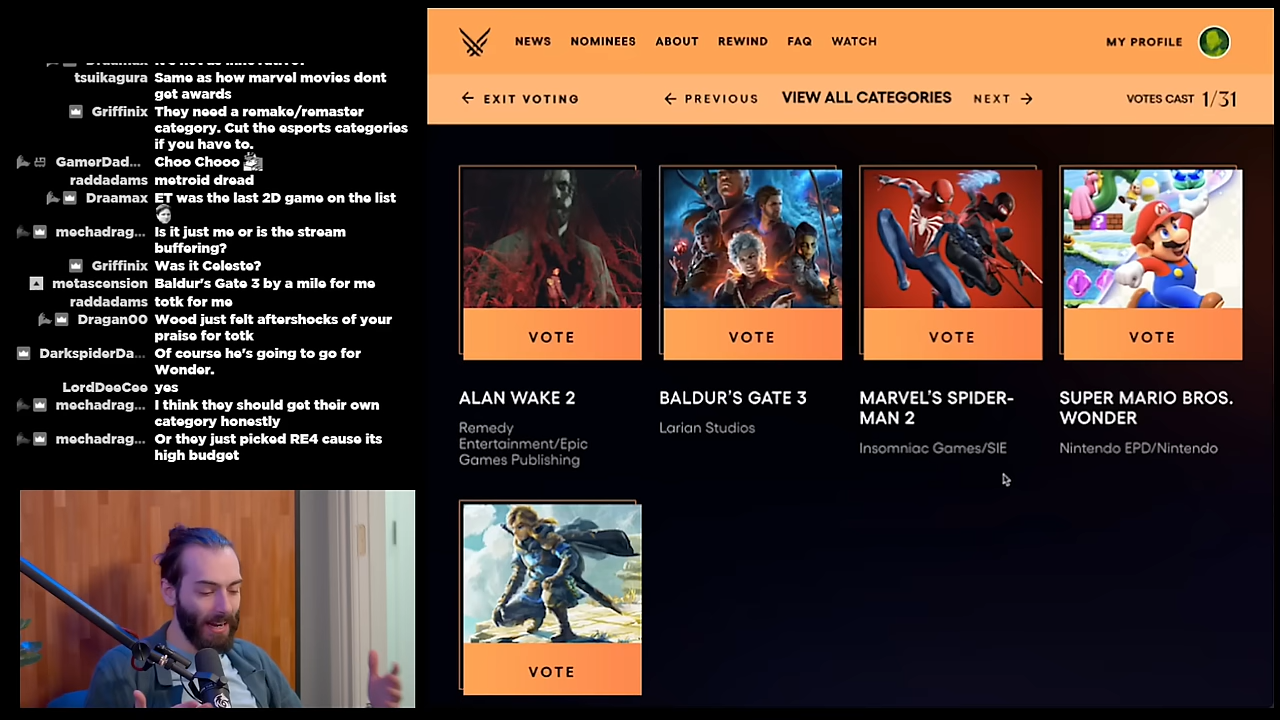 Draamax It's not as innovative?
tsuikagura Same as how marvel movies dont
get awards
Griffinix They need a remake/remaster
category. Cut the esports categories
if you have to.
GamerDad... Choo Chooo
raddadams metroid dread
Draamax ET was the last 2D game on the list
mechadrag... Is it just me or is the stream
buffering?
Griffinix Was it Celeste?
metascension Baldur's Gate 3 by a mile for me
raddadams totk for me
Dragan00 Wood just felt aftershocks of your
praise for totk
DarkspiderDa... Of course he's going to go for
Wonder.
LordDeeCee yes
mechadrag... I think they should get their own
category honestly
mechadrag... Or they just picked RE4 cause its
high budget
NEWS NOMINEES ABOUT REWIND FAQ WATCH MY PROFILE
← EXIT VOTING ← PREVIOUS VIEW ALL CATEGORIES NEXT → VOTES CAST 1/31
VOTE VOTE VOTE VOTE
ALAN WAKE 2
Remedy
Entertainment/Epic
Games Publishing
BALDUR'S GATE 3
Larian Studios
MARVEL'S SPIDER-
MAN 2
Insomniac Games/SIE
SUPER MARIO BROS.
WONDER
Nintendo EPD/Nintendo
VOTE